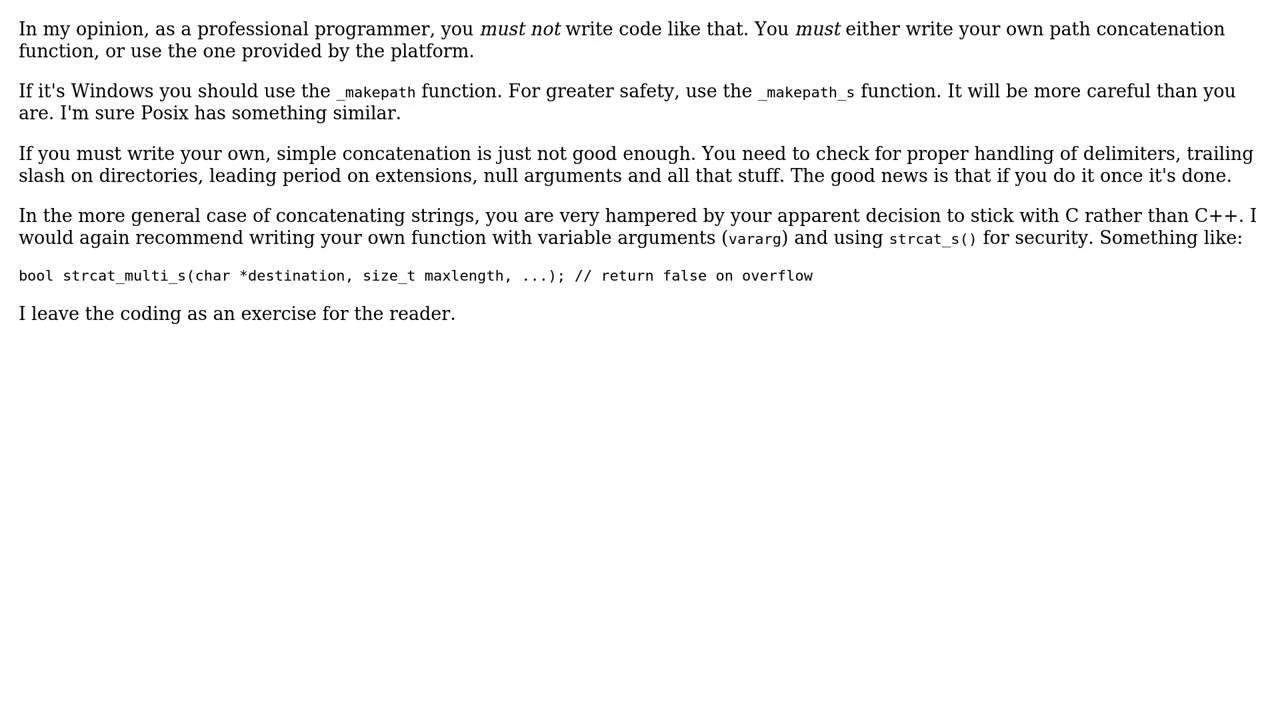 In my opinion, as a professional programmer, you must not write code like that. You must either write your own path concatenation
function, or use the one provided by the platform.
If it's Windows you should use the _makepath function. For greater safety, use the _makepath_s function. It will be more careful than you
are. I'm sure Posix has something similar.
If you must write your own, simple concatenation is just not good enough. You need to check for proper handling of delimiters, trailing
slash on directories, leading period on extensions, null arguments and all that stuff. The good news is that if you do it once it's done.
In the more general case of concatenating strings, you are very hampered by your apparent decision to stick with C rather than C++. I
would again recommend writing your own function with variable arguments (vararg) and using strcat_s() for security. Something like:
bool strcat_multi_s(char *destination, size_t maxlength, ...); // return false on overflow
I leave the coding as an exercise for the reader.